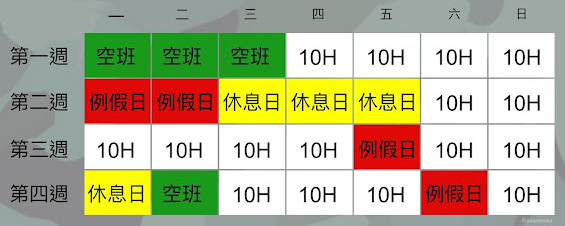 一 二 三 四 五 六 日
第一週 空班 空班 空班 10H 10H 10H 10H
第二週 例假日 例假日 休息日 休息日 休息日 10H 10H
第三週 10H 10H 10H 10H 例假日 10H 10H
第四週 休息日 空班 10H 10H 10H 例假日 10H